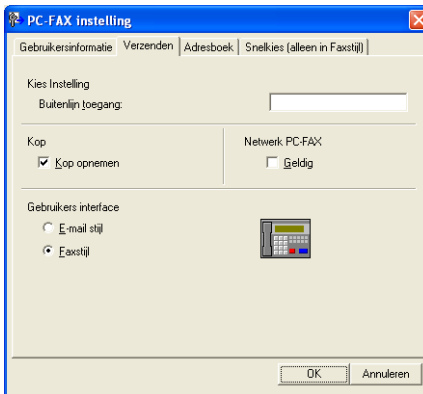 PC-FAX instelling
Gebruikersinformatie Verzenden Adresboek Snelkies (alleen in Faxstijl)
Kies Instelling
Buitenlijn toegang:
Kop Netwerk PC-FAX
Kop opnemen Geldig
Gebruikers interface
E-mail stijl
Faxstijl
OK Annuleren